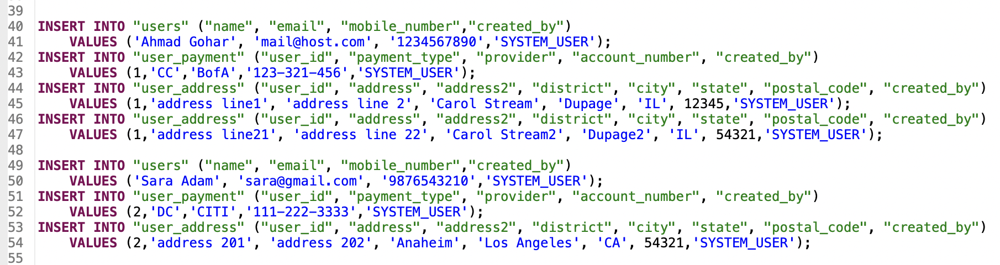 39
40 INSERT INTO "users" ("name", "email", "mobile_number","created_by")
41     VALUES ('Ahmad Gohar', 'mail@host.com', '1234567890','SYSTEM_USER');
42 INSERT INTO "user_payment" ("user_id", "payment_type", "provider", "account_number", "created_by")
43     VALUES (1,'CC','BofA','123-321-456','SYSTEM_USER');
44 INSERT INTO "user_address" ("user_id", "address", "address2", "district", "city", "state", "postal_code", "created_by")
45     VALUES (1,'address line1', 'address line 2', 'Carol Stream', 'Dupage', 'IL', 12345,'SYSTEM_USER');
46 INSERT INTO "user_address" ("user_id", "address", "address2", "district", "city", "state", "postal_code", "created_by")
47     VALUES (1,'address line21', 'address line 22', 'Carol Stream2', 'Dupage2', 'IL', 54321,'SYSTEM_USER');
48
49 INSERT INTO "users" ("name", "email", "mobile_number","created_by")
50     VALUES ('Sara Adam', 'sara@gmail.com', '9876543210','SYSTEM_USER');
51 INSERT INTO "user_payment" ("user_id", "payment_type", "provider", "account_number", "created_by")
52     VALUES (2,'DC','CITI','111-222-3333','SYSTEM_USER');
53 INSERT INTO "user_address" ("user_id", "address", "address2", "district", "city", "state", "postal_code", "created_by")
54     VALUES (2,'address 201', 'address 202', 'Anaheim', 'Los Angeles', 'CA', 54321,'SYSTEM_USER');
55